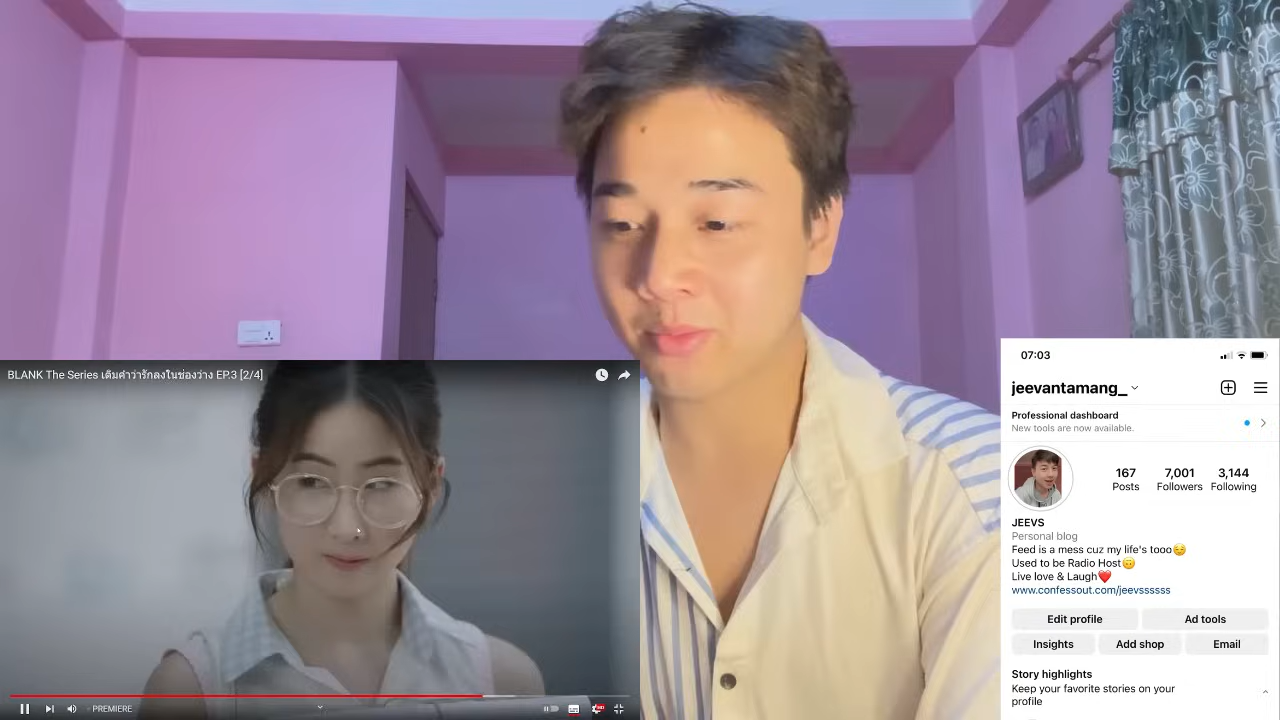 BLANK The Series เติมคำว่ารักลงในช่องว่าง EP.3 [2/4]
PREMIERE
07:03
jeevantamang_
Professional dashboard
New tools are now available.
167 7,001 3,144
Posts Followers Following
JEEVS
Personal blog
Feed is a mess cuz my life's tooo😌
Used to be Radio Host🙃
Live love & Laugh❤️
www.confessout.com/jeevssssss
Edit profile Ad tools
Insights Add shop Email
Story highlights
Keep your favorite stories on your
profile